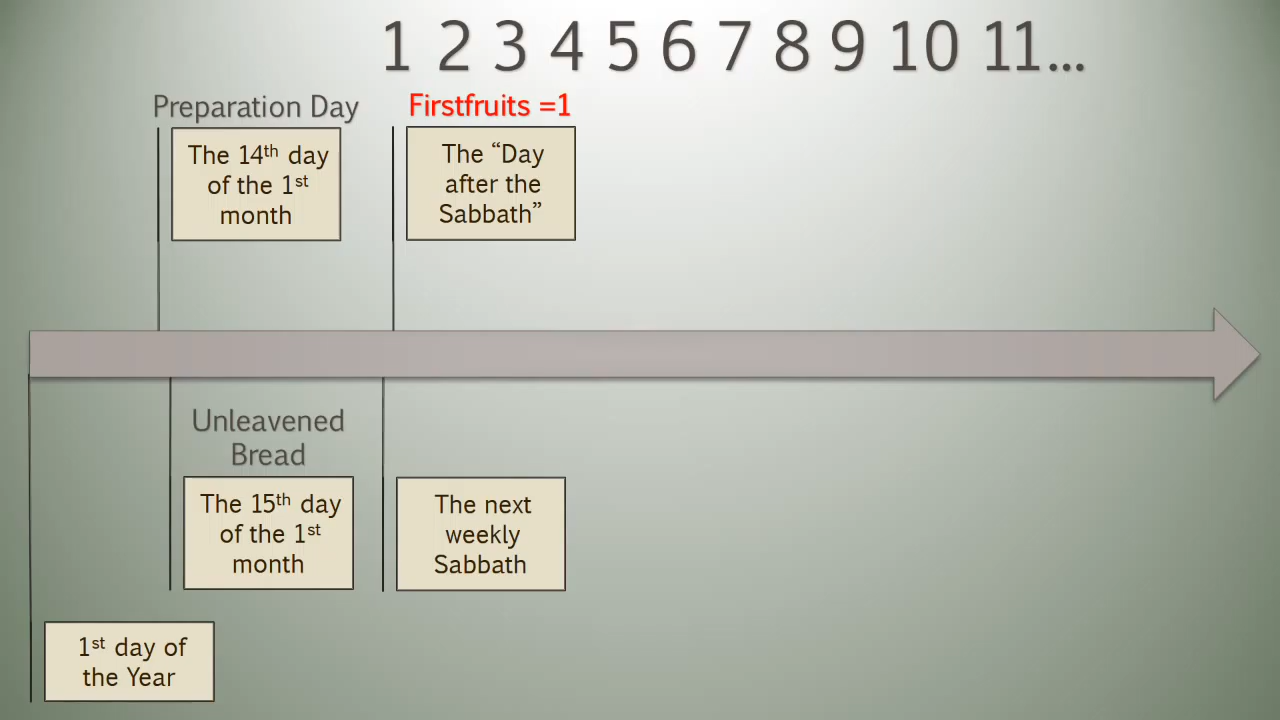 1 2 3 4 5 6 7 8 9 10 11...
Preparation Day
Firstfruits =1
The 14th day
of the 1st
month
The “Day
after the
Sabbath”
Unleavened
Bread
The 15th day
of the 1st
month
The next
weekly
Sabbath
1st day of
the Year